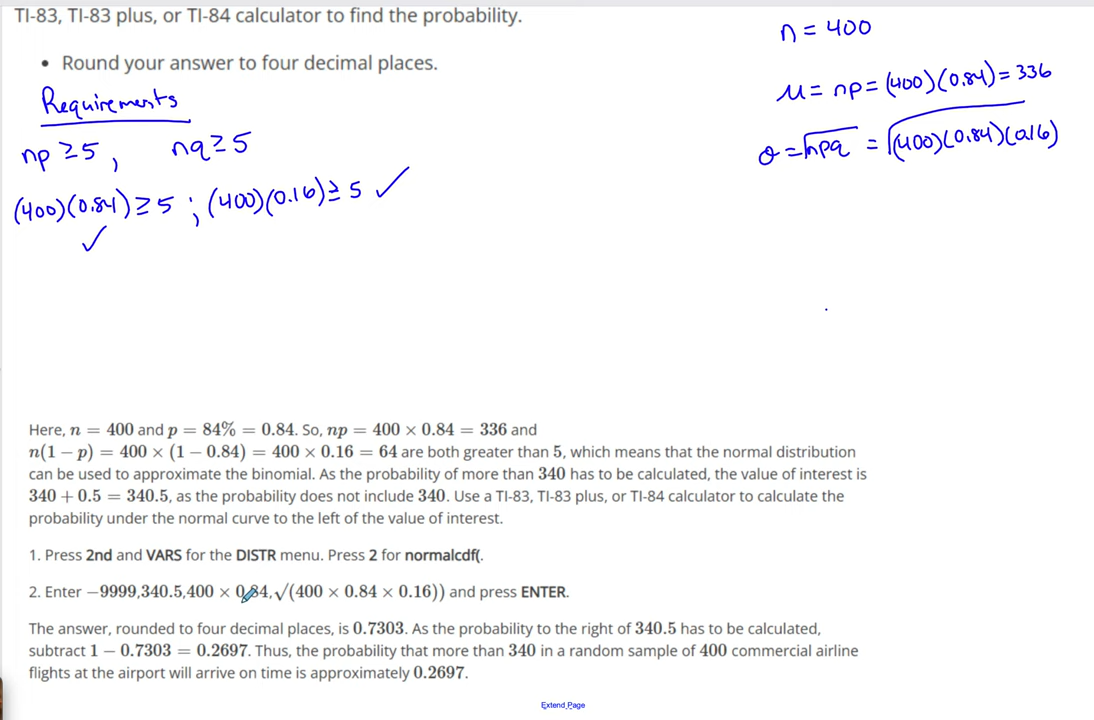 TI-83, TI-83 plus, or TI-84 calculator to find the probability.
• Round your answer to four decimal places.
Requirements
np ≥ 5, nq ≥ 5
(400)(0.84) ≥ 5 ; (400)(0.16) ≥ 5 ✓
✓
n = 400
μ = np = (400)(0.84) = 336
σ = √npq = √(400)(0.84)(0.16)
Here, n = 400 and p = 84% = 0.84. So, np = 400 × 0.84 = 336 and
n(1 − p) = 400 × (1 − 0.84) = 400 × 0.16 = 64 are both greater than 5, which means that the normal distribution
can be used to approximate the binomial. As the probability of more than 340 has to be calculated, the value of interest is
340 + 0.5 = 340.5, as the probability does not include 340. Use a TI-83, TI-83 plus, or TI-84 calculator to calculate the
probability under the normal curve to the left of the value of interest.
1. Press 2nd and VARS for the DISTR menu. Press 2 for normalcdf(.
2. Enter −9999,340.5,400 × 0.84,√(400 × 0.84 × 0.16)) and press ENTER.
The answer, rounded to four decimal places, is 0.7303. As the probability to the right of 340.5 has to be calculated,
subtract 1 − 0.7303 = 0.2697. Thus, the probability that more than 340 in a random sample of 400 commercial airline
flights at the airport will arrive on time is approximately 0.2697.
Extend Page